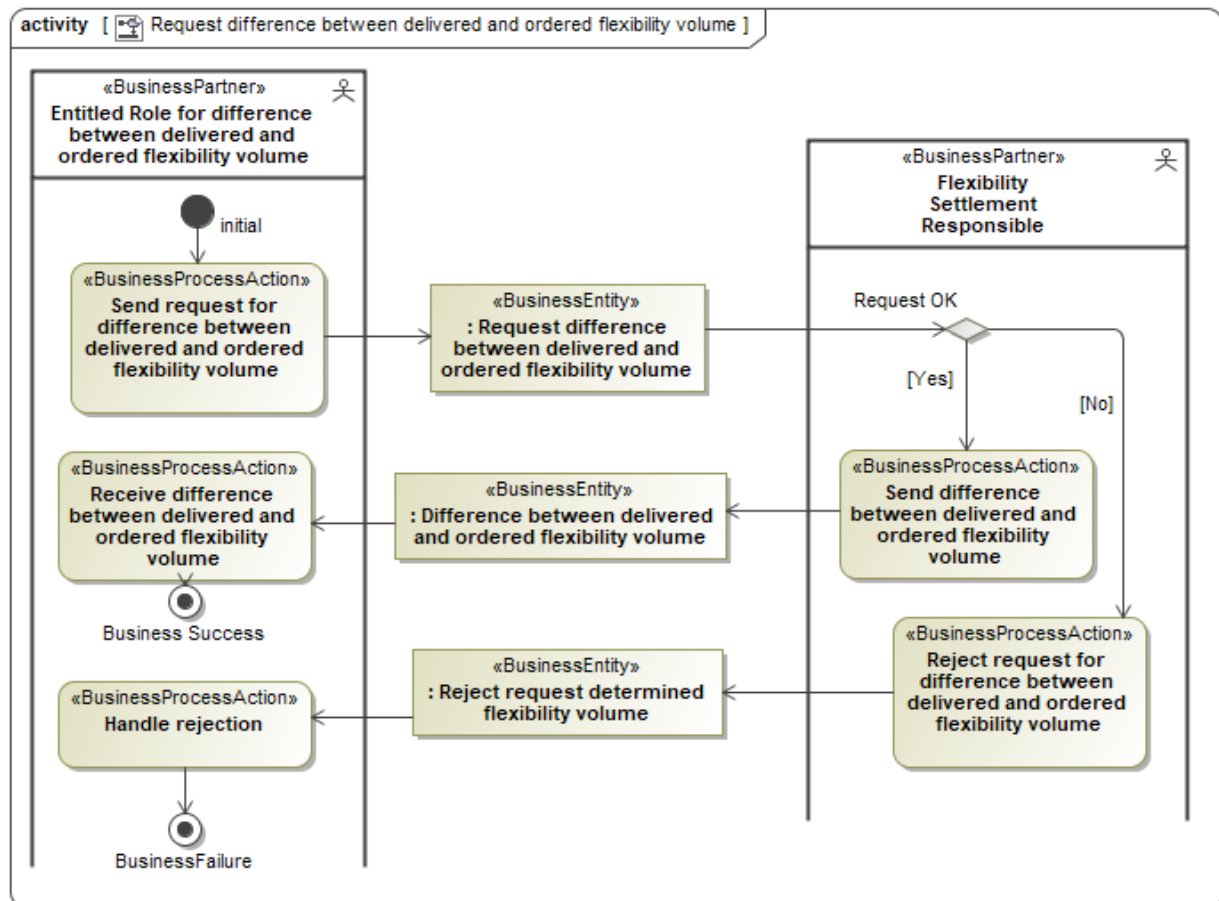 activity [ Request difference between delivered and ordered flexibility volume ]
«BusinessPartner»
Entitled Role for difference
between delivered and
ordered flexibility volume
«BusinessPartner»
Flexibility
Settlement
Responsible
initial
«BusinessProcessAction»
Send request for
difference between
delivered and ordered
flexibility volume
«BusinessEntity»
: Request difference
between delivered and
ordered flexibility volume
Request OK
[Yes]
[No]
«BusinessProcessAction»
Receive difference
between delivered and
ordered flexibility
volume
«BusinessEntity»
: Difference between delivered
and ordered flexibility volume
«BusinessProcessAction»
Send difference
between delivered and
ordered flexibility
volume
Business Success
«BusinessProcessAction»
Handle rejection
«BusinessEntity»
: Reject request determined
flexibility volume
«BusinessProcessAction»
Reject request for
difference between
delivered and ordered
flexibility volume
BusinessFailure